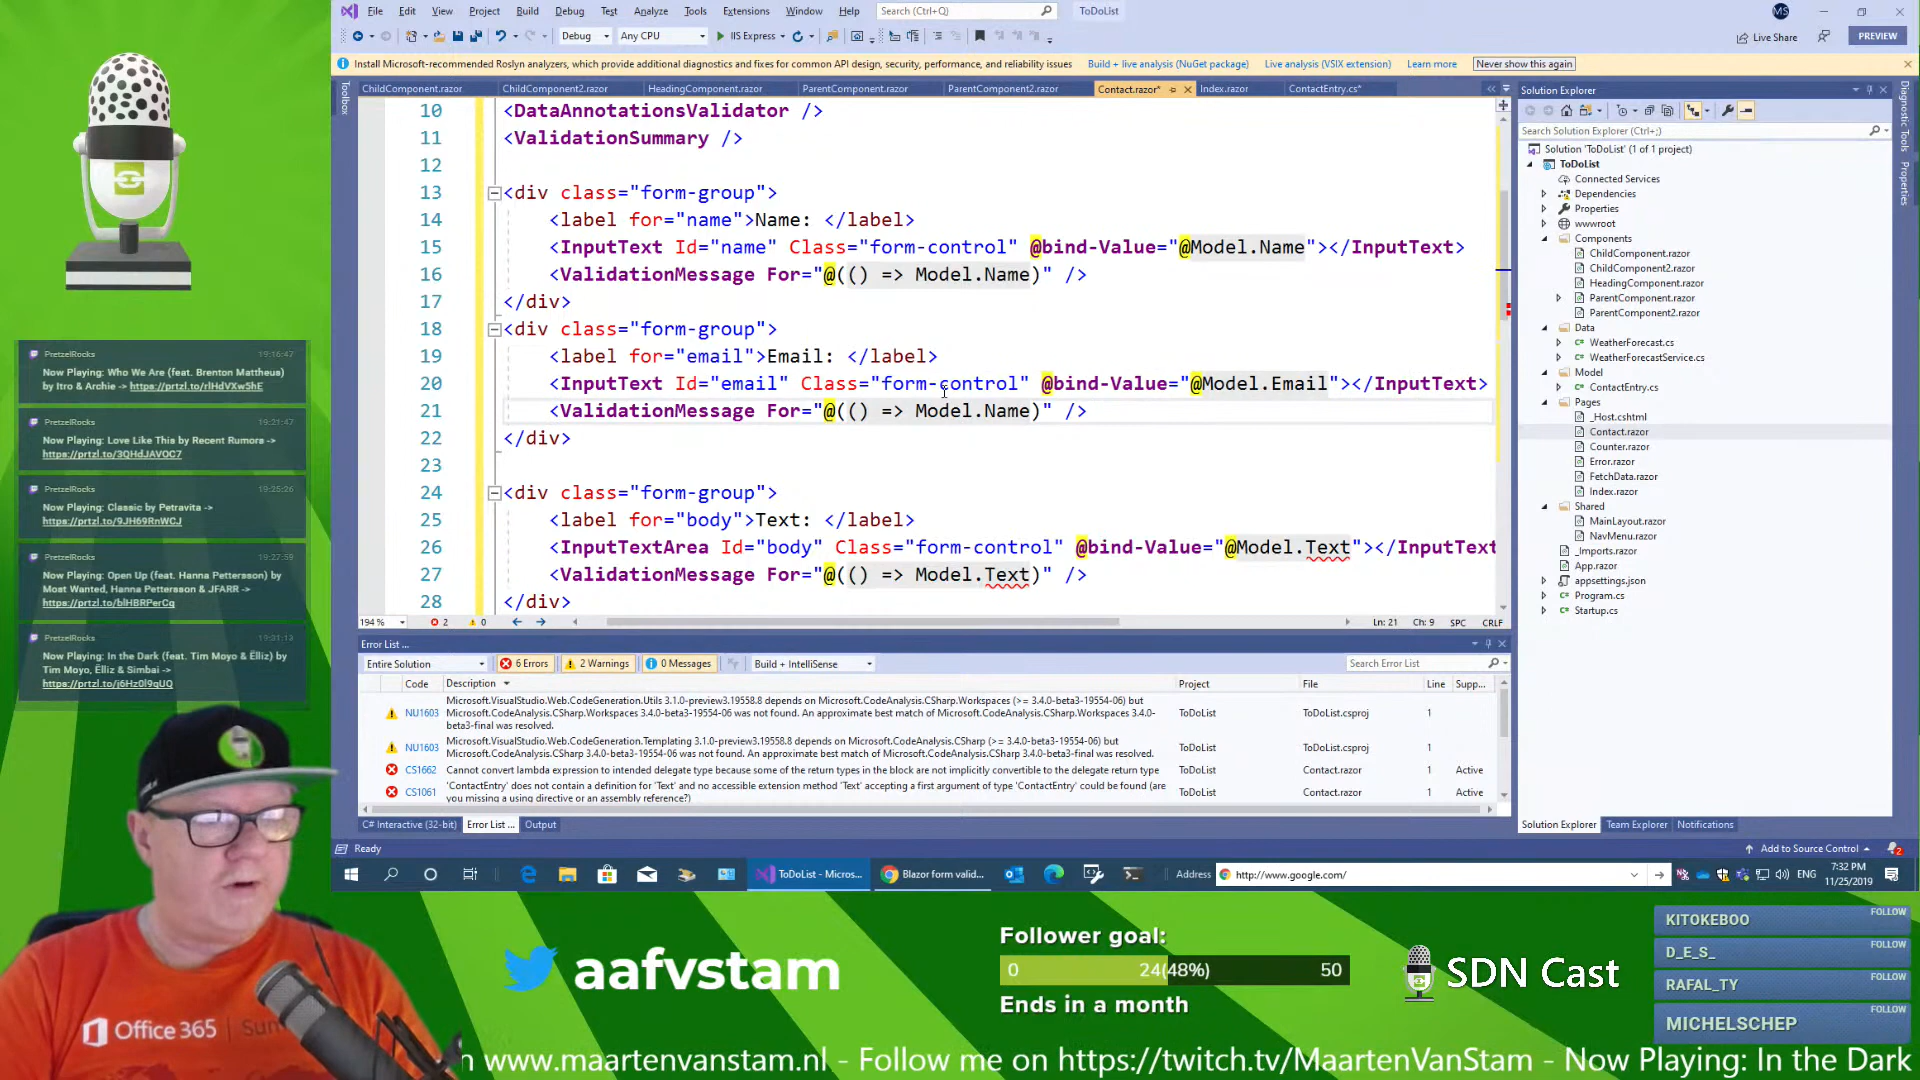 File Edit View Project Build Debug Test Analyze Tools Extensions Window Help Search (Ctrl+Q) ToDoList MS
Debug Any CPU IIS Express Live Share PREVIEW
Install Microsoft-recommended Roslyn analyzers, which provide additional diagnostics and fixes for common API design, security, performance, and reliability issues Build + live analysis (NuGet package) Live analysis (VSIX extension) Learn more Never show this again
Toolbox
ChildComponent.razor ChildComponent2.razor HeadingComponent.razor ParentComponent.razor ParentComponent2.razor Contact.razor* Index.razor ContactEntry.cs*
10 <DataAnnotationsValidator />
11 <ValidationSummary />
12
13 <div class="form-group">
14 <label for="name">Name: </label>
15 <InputText Id="name" Class="form-control" @bind-Value="@Model.Name"></InputText>
16 <ValidationMessage For="@(() => Model.Name)" />
17 </div>
18 <div class="form-group">
19 <label for="email">Email: </label>
20 <InputText Id="email" Class="form-control" @bind-Value="@Model.Email"></InputText>
21 <ValidationMessage For="@(() => Model.Name)" />
22 </div>
23
24 <div class="form-group">
25 <label for="body">Text: </label>
26 <InputTextArea Id="body" Class="form-control" @bind-Value="@Model.Text"></InputText
27 <ValidationMessage For="@(() => Model.Text)" />
28 </div>
194 % 2 0 Ln: 21 Ch: 9 SPC CRLF
Error List ...
Entire Solution 6 Errors 2 Warnings 0 Messages Build + IntelliSense Search Error List
Code Description Project File Line Supp...
NU1603 Microsoft.VisualStudio.Web.CodeGeneration.Utils 3.1.0-preview3.19558.8 depends on Microsoft.CodeAnalysis.CSharp.Workspaces (>= 3.4.0-beta3-19554-06) but Microsoft.CodeAnalysis.CSharp.Workspaces 3.4.0-beta3-19554-06 was not found. An approximate best match of Microsoft.CodeAnalysis.CSharp.Workspaces 3.4.0-beta3-final was resolved. ToDoList ToDoList.csproj 1
NU1603 Microsoft.VisualStudio.Web.CodeGeneration.Templating 3.1.0-preview3.19558.8 depends on Microsoft.CodeAnalysis.CSharp (>= 3.4.0-beta3-19554-06) but Microsoft.CodeAnalysis.CSharp 3.4.0-beta3-19554-06 was not found. An approximate best match of Microsoft.CodeAnalysis.CSharp 3.4.0-beta3-final was resolved. ToDoList ToDoList.csproj 1
CS1662 Cannot convert lambda expression to intended delegate type because some of the return types in the block are not implicitly convertible to the delegate return type ToDoList Contact.razor 1 Active
CS1061 'ContactEntry' does not contain a definition for 'Text' and no accessible extension method 'Text' accepting a first argument of type 'ContactEntry' could be found (are you missing a using directive or an assembly reference?) ToDoList Contact.razor 1 Active
C# Interactive (32-bit) Error List ... Output
Ready Add to Source Control 2
Solution Explorer
Search Solution Explorer (Ctrl+;)
Solution 'ToDoList' (1 of 1 project)
ToDoList
Connected Services
Dependencies
Properties
wwwroot
Components
ChildComponent.razor
ChildComponent2.razor
HeadingComponent.razor
ParentComponent.razor
ParentComponent2.razor
Data
WeatherForecast.cs
WeatherForecastService.cs
Model
ContactEntry.cs
Pages
_Host.cshtml
Contact.razor
Counter.razor
Error.razor
FetchData.razor
Index.razor
Shared
MainLayout.razor
NavMenu.razor
_Imports.razor
App.razor
appsettings.json
Program.cs
Startup.cs
Solution Explorer Team Explorer Notifications
Diagnostic Tools
Properties
ToDoList - Micros... Blazor form valid... Address http://www.google.com/ ENG 7:32 PM
11/25/2019
PretzelRocks 19:16:47
Now Playing: Who We Are (feat. Brenton Mattheus)
by Itro & Archie -> https://prtzl.to/rlHdVXw5hE
PretzelRocks 19:21:47
Now Playing: Love Like This by Recent Rumors ->
https://prtzl.to/3QHdJAVOC7
PretzelRocks 19:25:26
Now Playing: Classic by Petravita ->
https://prtzl.to/9JH69RnWCJ
PretzelRocks 19:27:59
Now Playing: Open Up (feat. Hanna Pettersson) by
Most Wanted, Hanna Pettersson & JFARR ->
https://prtzl.to/blHBRPerCq
PretzelRocks 19:31:13
Now Playing: In the Dark (feat. Tim Moyo & Ëlliz) by
Tim Moyo, Ëlliz & Simbai ->
https://prtzl.to/j6Hz0l9qUQ
Office 365
aafvstam
Follower goal:
0 24(48%) 50
Ends in a month
SDN Cast
KITOKEBOO FOLLOW
D_E_S_ FOLLOW
RAFAL_TY FOLLOW
MICHELSCHEP FOLLOW
www.maartenvanstam.nl - Follow me on https://twitch.tv/MaartenVanStam - Now Playing: In the Dark